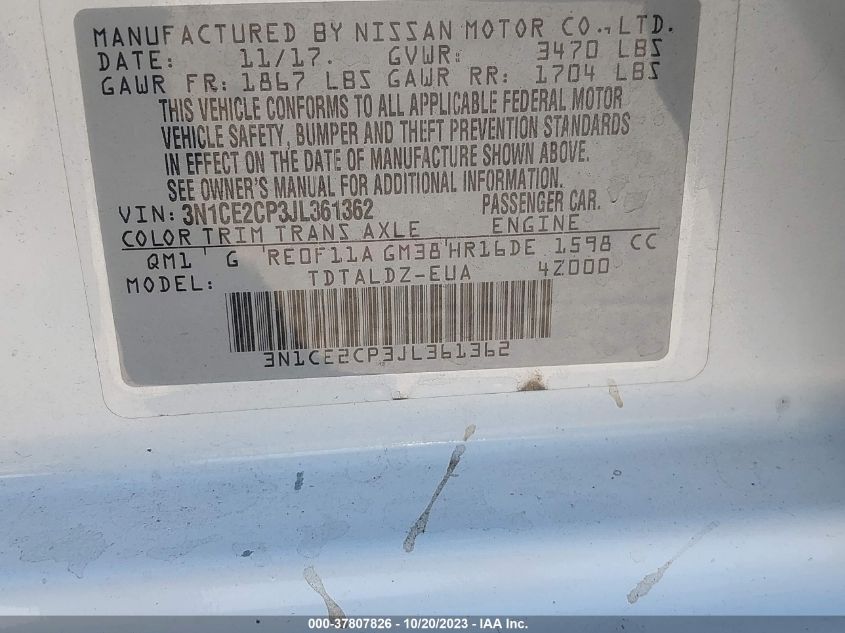 MANUFACTURED BY NISSAN MOTOR CO., LTD.
DATE: 11/17. GVWR: 3470 LBS
GAWR FR: 1867 LBS GAWR RR: 1704 LBS
THIS VEHICLE CONFORMS TO ALL APPLICABLE FEDERAL MOTOR
VEHICLE SAFETY, BUMPER AND THEFT PREVENTION STANDARDS
IN EFFECT ON THE DATE OF MANUFACTURE SHOWN ABOVE.
SEE OWNER'S MANUAL FOR ADDITIONAL INFORMATION.
VIN: 3N1CE2CP3JL361362 PASSENGER CAR.
COLOR TRIM TRANS AXLE ENGINE
QM1 G RE0F11A GM38 HR16DE 1598 CC
MODEL: TDTALDZ-EUA 4Z000
3N1CE2CP3JL361362
000-37807826 - 10/20/2023 - IAA Inc.